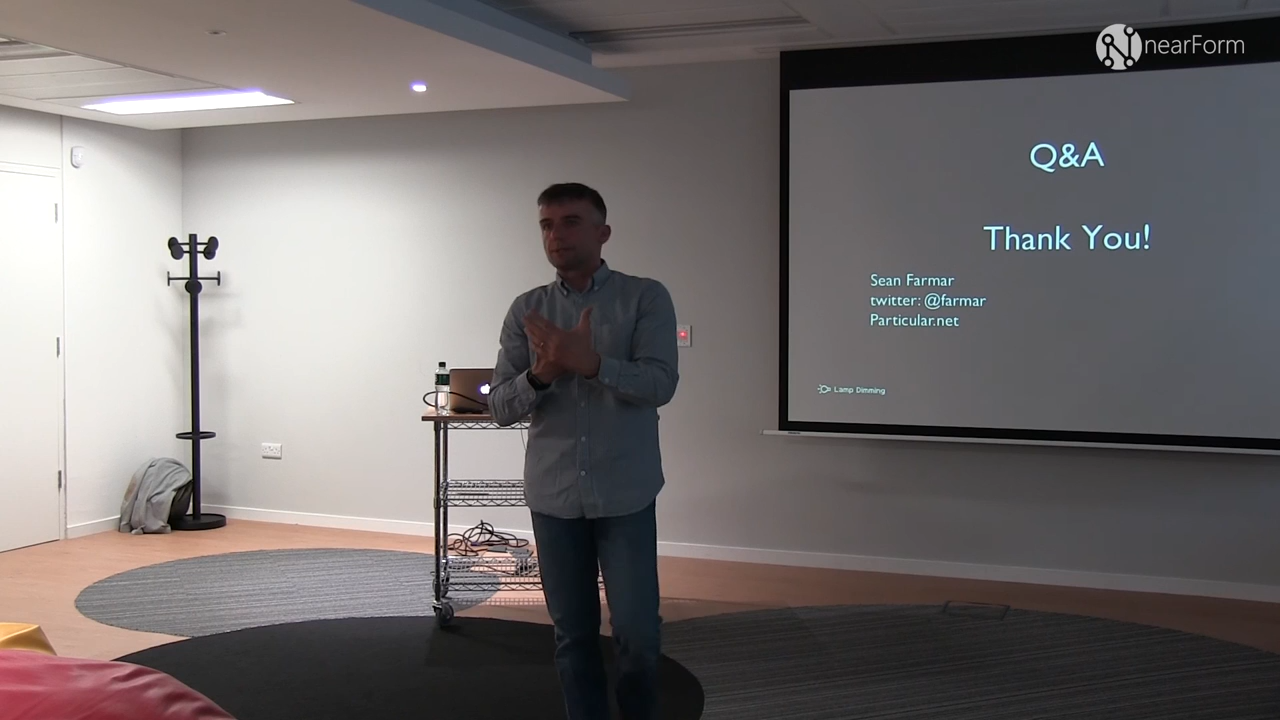 nearForm
Q&A
Thank You!
Sean Farmar
twitter: @farmar
Particular.net
Lamp Dimming